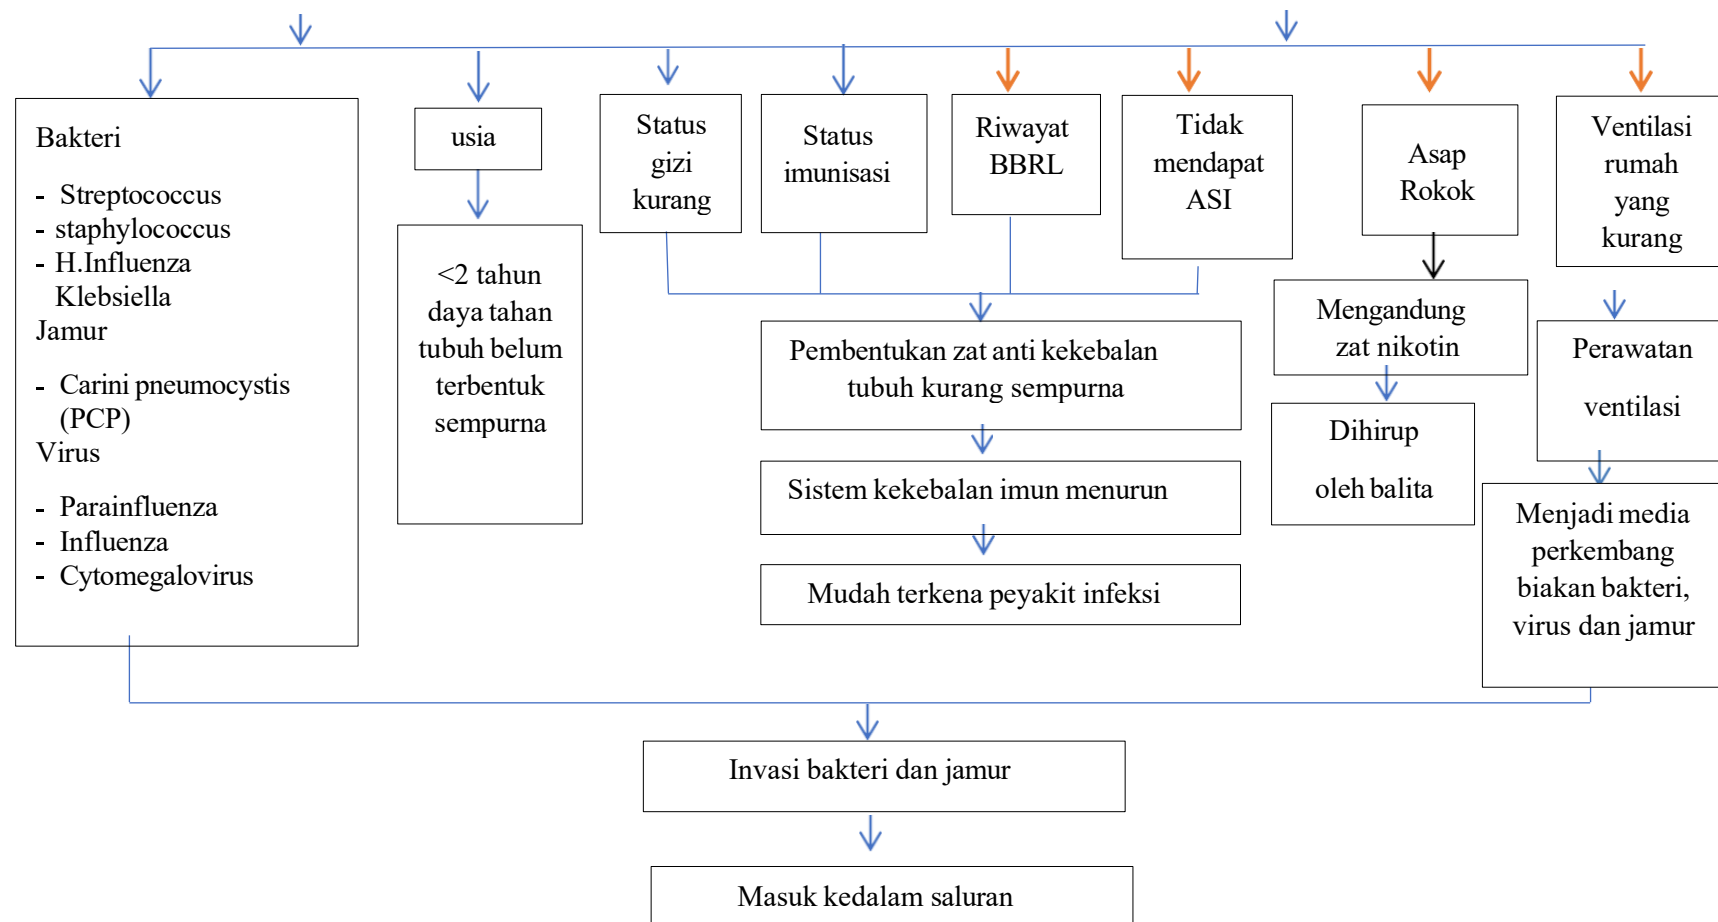 Bakteri
- Streptococcus
- staphylococcus
- H.Influenza
Klebsiella
Jamur
- Carini pneumocystis
(PCP)
Virus
- Parainfluenza
- Influenza
- Cytomegalovirus
usia
<2 tahun
daya tahan
tubuh belum
terbentuk
sempurna
Status
gizi
kurang
Status
imunisasi
Riwayat
BBRL
Tidak
mendapat
ASI
Pembentukan zat anti kekebalan
tubuh kurang sempurna
Sistem kekebalan imun menurun
Mudah terkena peyakit infeksi
Asap
Rokok
Mengandung
zat nikotin
Dihirup
oleh balita
Ventilasi
rumah
yang
kurang
Perawatan
ventilasi
Menjadi media
perkembang
biakan bakteri,
virus dan jamur
Invasi bakteri dan jamur
Masuk kedalam saluran